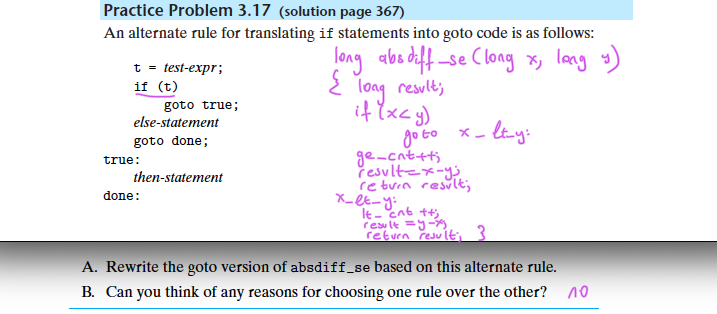 Practice Problem 3.17 (solution page 367)
An alternate rule for translating if statements into goto code is as follows:
t = test-expr;
if (t)
goto true;
else-statement
goto done;
true:
then-statement
done:
long absdiff_se (long x, long y)
{ long result;
if (x<y)
goto x_lt_y:
ge_cnt++;
result=x-y;
return result;
x_lt_y:
lt_cnt ++;
result =y-x;
return result; }
A. Rewrite the goto version of absdiff_se based on this alternate rule.
B. Can you think of any reasons for choosing one rule over the other? no